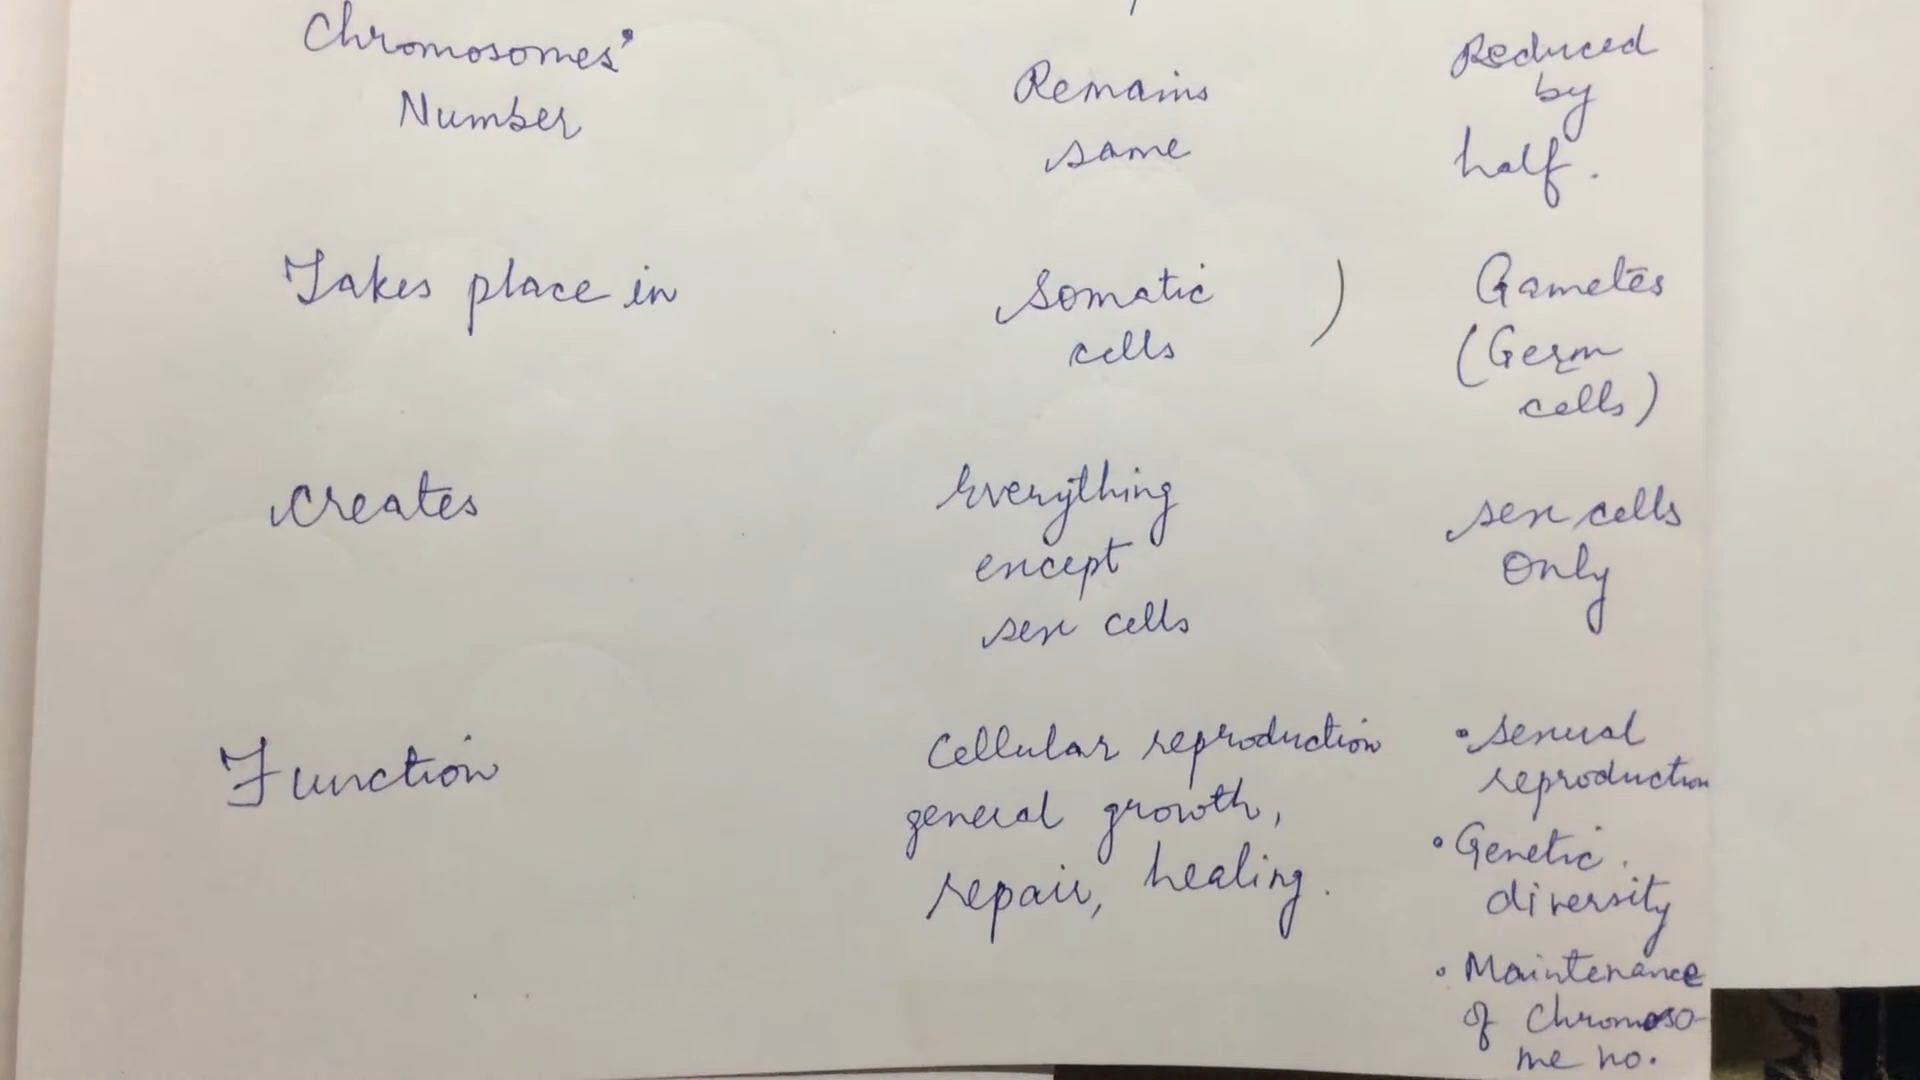 Chromosomes'
Number
Remains
same
Reduced
by
half.
Takes place in
Somatic
cells
)
Gametes
(Germ
cells)
Creates
Everything
except
sex cells
sex cells
only
Function
Cellular reproduction
general growth,
repair, healing.
• sexual
reproduction
• Genetic
diversity
• Maintenance
of Chromoso-
me no.